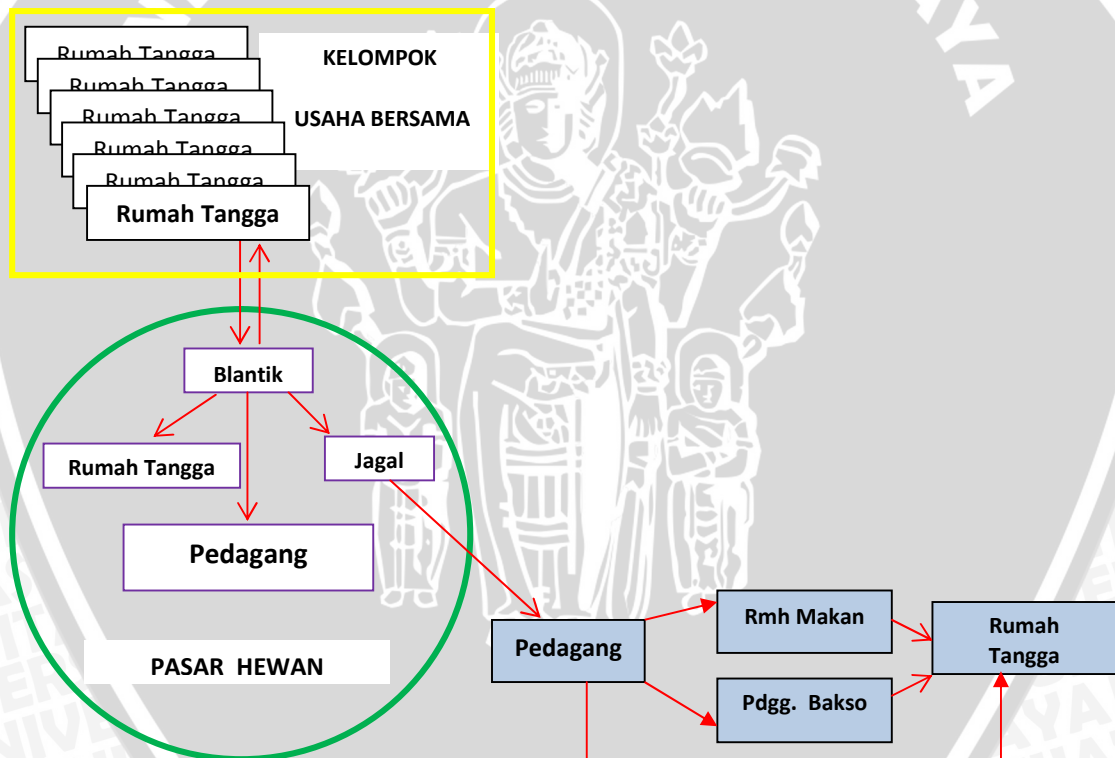 Rumah Tangga
Rumah Tangga
Rumah Tangga
Rumah Tangga
Rumah Tangga
Rumah Tangga
KELOMPOK
USAHA BERSAMA
Blantik
Rumah Tangga
Jagal
Pedagang
PASAR HEWAN
Pedagang
Rmh Makan
Pdgg. Bakso
Rumah
Tangga